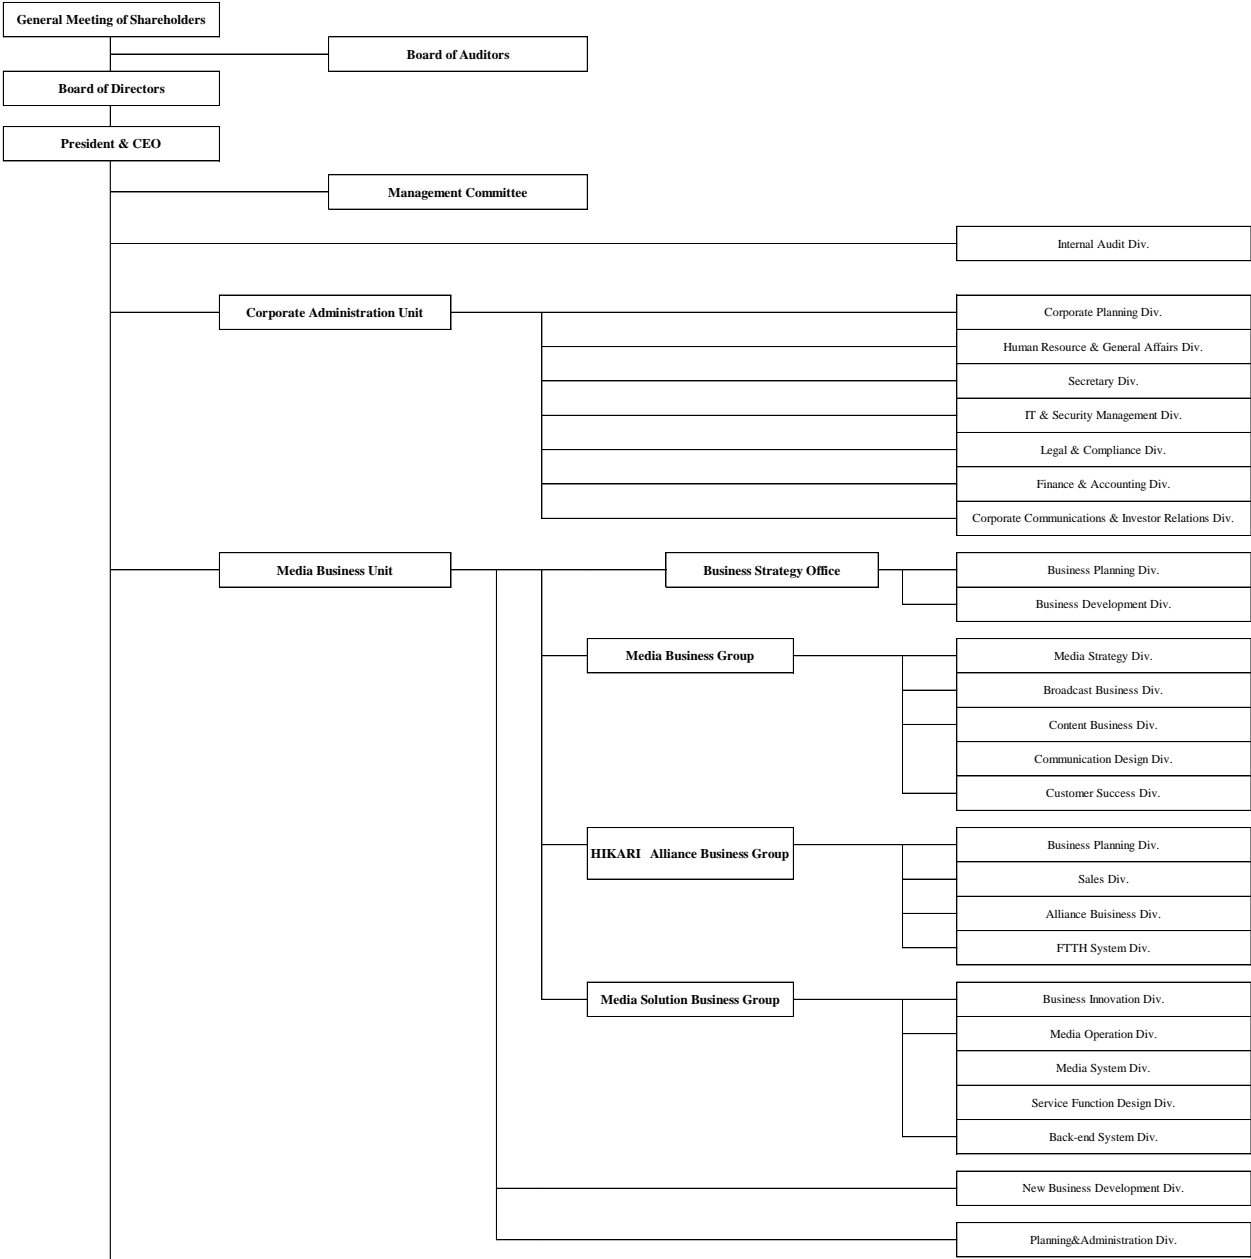 General Meeting of Shareholders
Board of Auditors
Board of Directors
President & CEO
Management Committee
Internal Audit Div.
Corporate Administration Unit
Corporate Planning Div.
Human Resource & General Affairs Div.
Secretary Div.
IT & Security Management Div.
Legal & Compliance Div.
Finance & Accounting Div.
Corporate Communications & Investor Relations Div.
Media Business Unit
Business Strategy Office
Business Planning Div.
Business Development Div.
Media Business Group
Media Strategy Div.
Broadcast Business Div.
Content Business Div.
Communication Design Div.
Customer Success Div.
HIKARI Alliance Business Group
Business Planning Div.
Sales Div.
Alliance Buisiness Div.
FTTH System Div.
Media Solution Business Group
Business Innovation Div.
Media Operation Div.
Media System Div.
Service Function Design Div.
Back-end System Div.
New Business Development Div.
Planning&Administration Div.